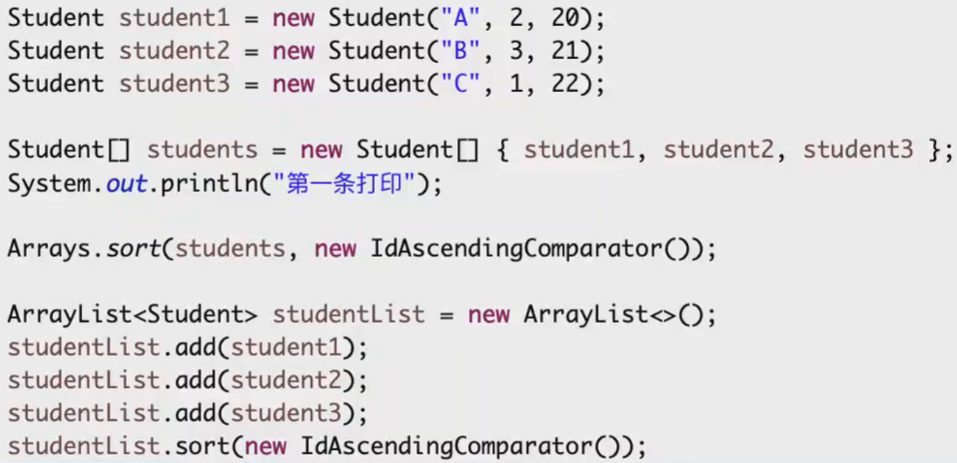 Student student1 = new Student("A", 2, 20);
Student student2 = new Student("B", 3, 21);
Student student3 = new Student("C", 1, 22);
Student[] students = new Student[] { student1, student2, student3 };
System.out.println("第一条打印");
Arrays.sort(students, new IdAscendingComparator());
ArrayList<Student> studentList = new ArrayList<>();
studentList.add(student1);
studentList.add(student2);
studentList.add(student3);
studentList.sort(new IdAscendingComparator());